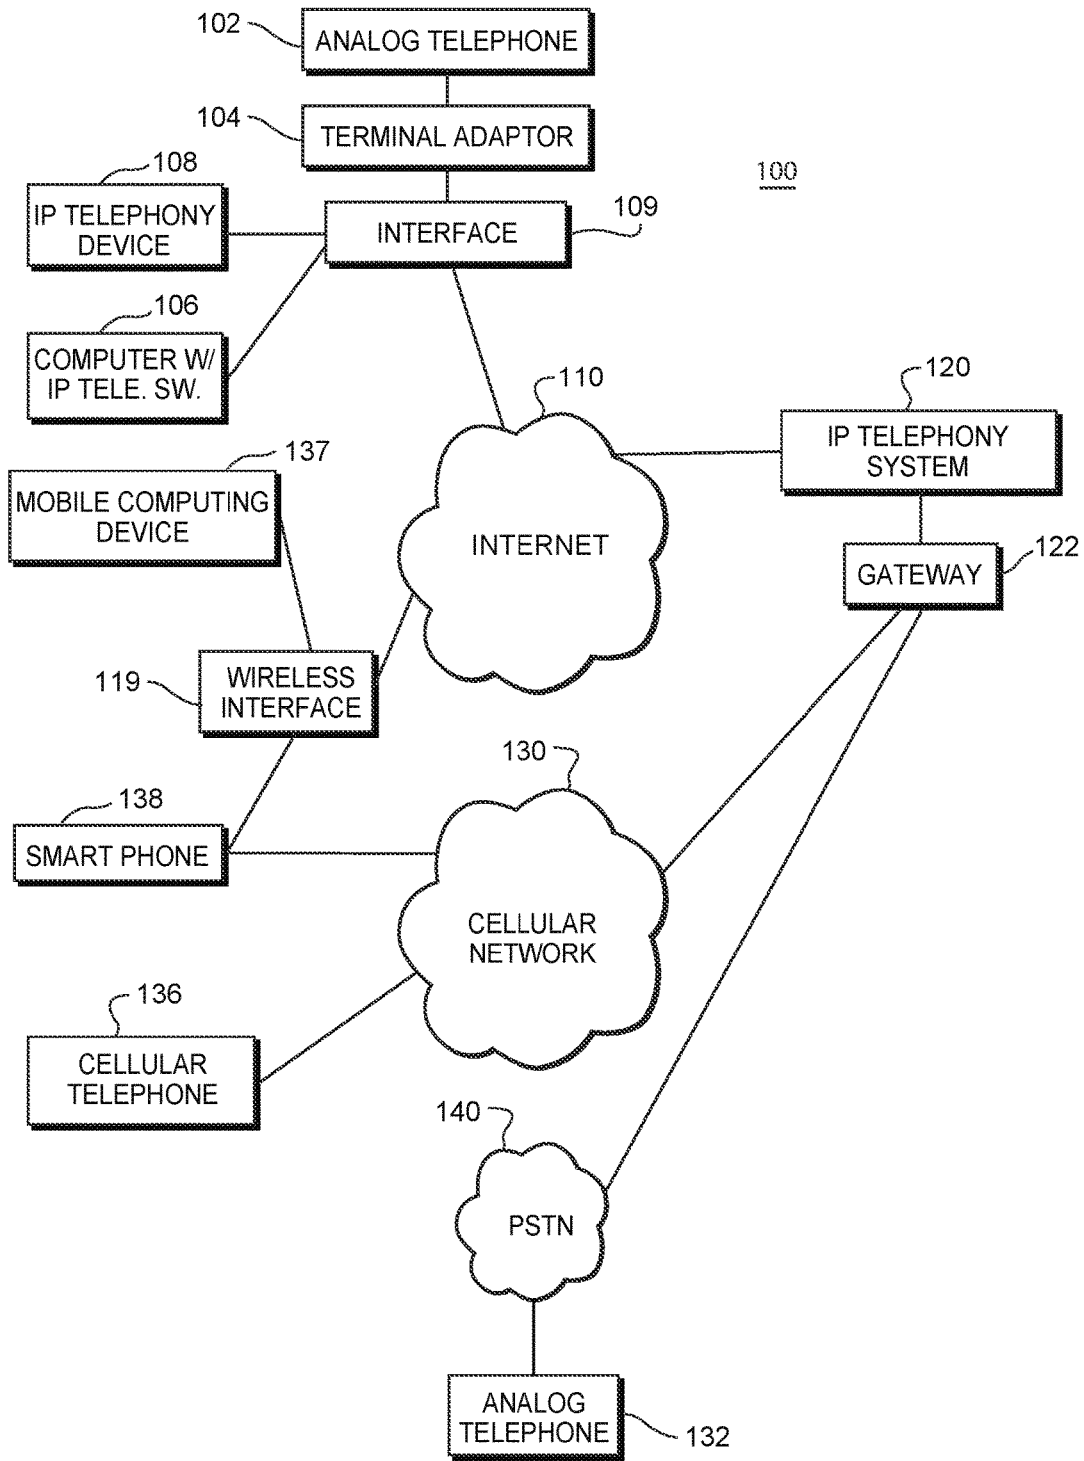 102
ANALOG TELEPHONE
104
TERMINAL ADAPTOR
108
100
IP TELEPHONY
DEVICE
INTERFACE
109
106
COMPUTER W/
IP TELE. SW.
110
120
IP TELEPHONY
SYSTEM
137
MOBILE COMPUTING
DEVICE
INTERNET
122
GATEWAY
119
WIRELESS
INTERFACE
130
138
SMART PHONE
CELLULAR
NETWORK
136
CELLULAR
TELEPHONE
140
PSTN
ANALOG
TELEPHONE
132